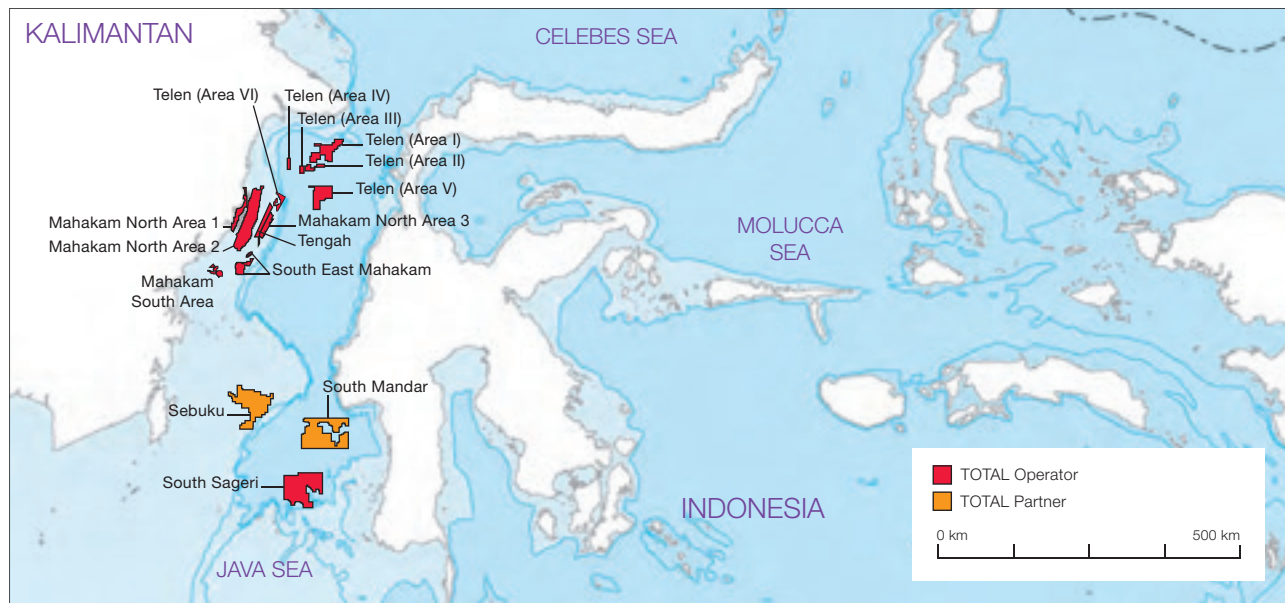 KALIMANTAN
CELEBES SEA
Telen (Area VI)
Telen (Area IV)
Telen (Area III)
Telen (Area I)
Telen (Area II)
Telen (Area V)
Mahakam North Area 1
Mahakam North Area 3
Mahakam North Area 2
Tengah
South East Mahakam
Mahakam
South Area
MOLUCCA
SEA
South Mandar
Sebuku
South Sageri
INDONESIA
JAVA SEA
TOTAL Operator
TOTAL Partner
0 km
500 km